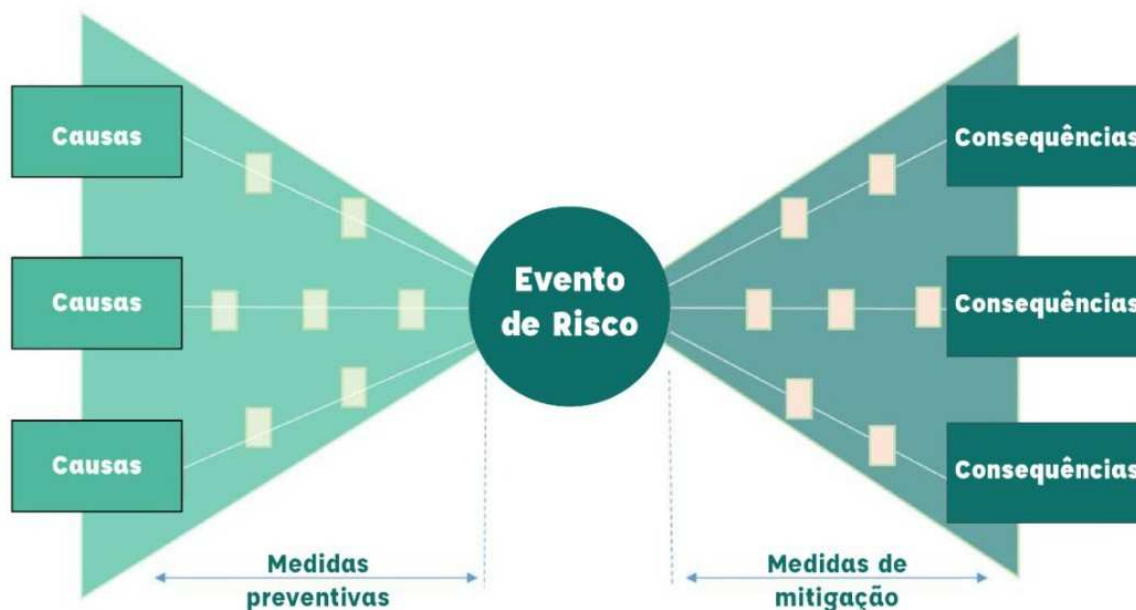 Causas
Consequências
Evento
de Risco
Causas
Consequências
Causas
Consequências
Medidas
preventivas
Medidas de
mitigação